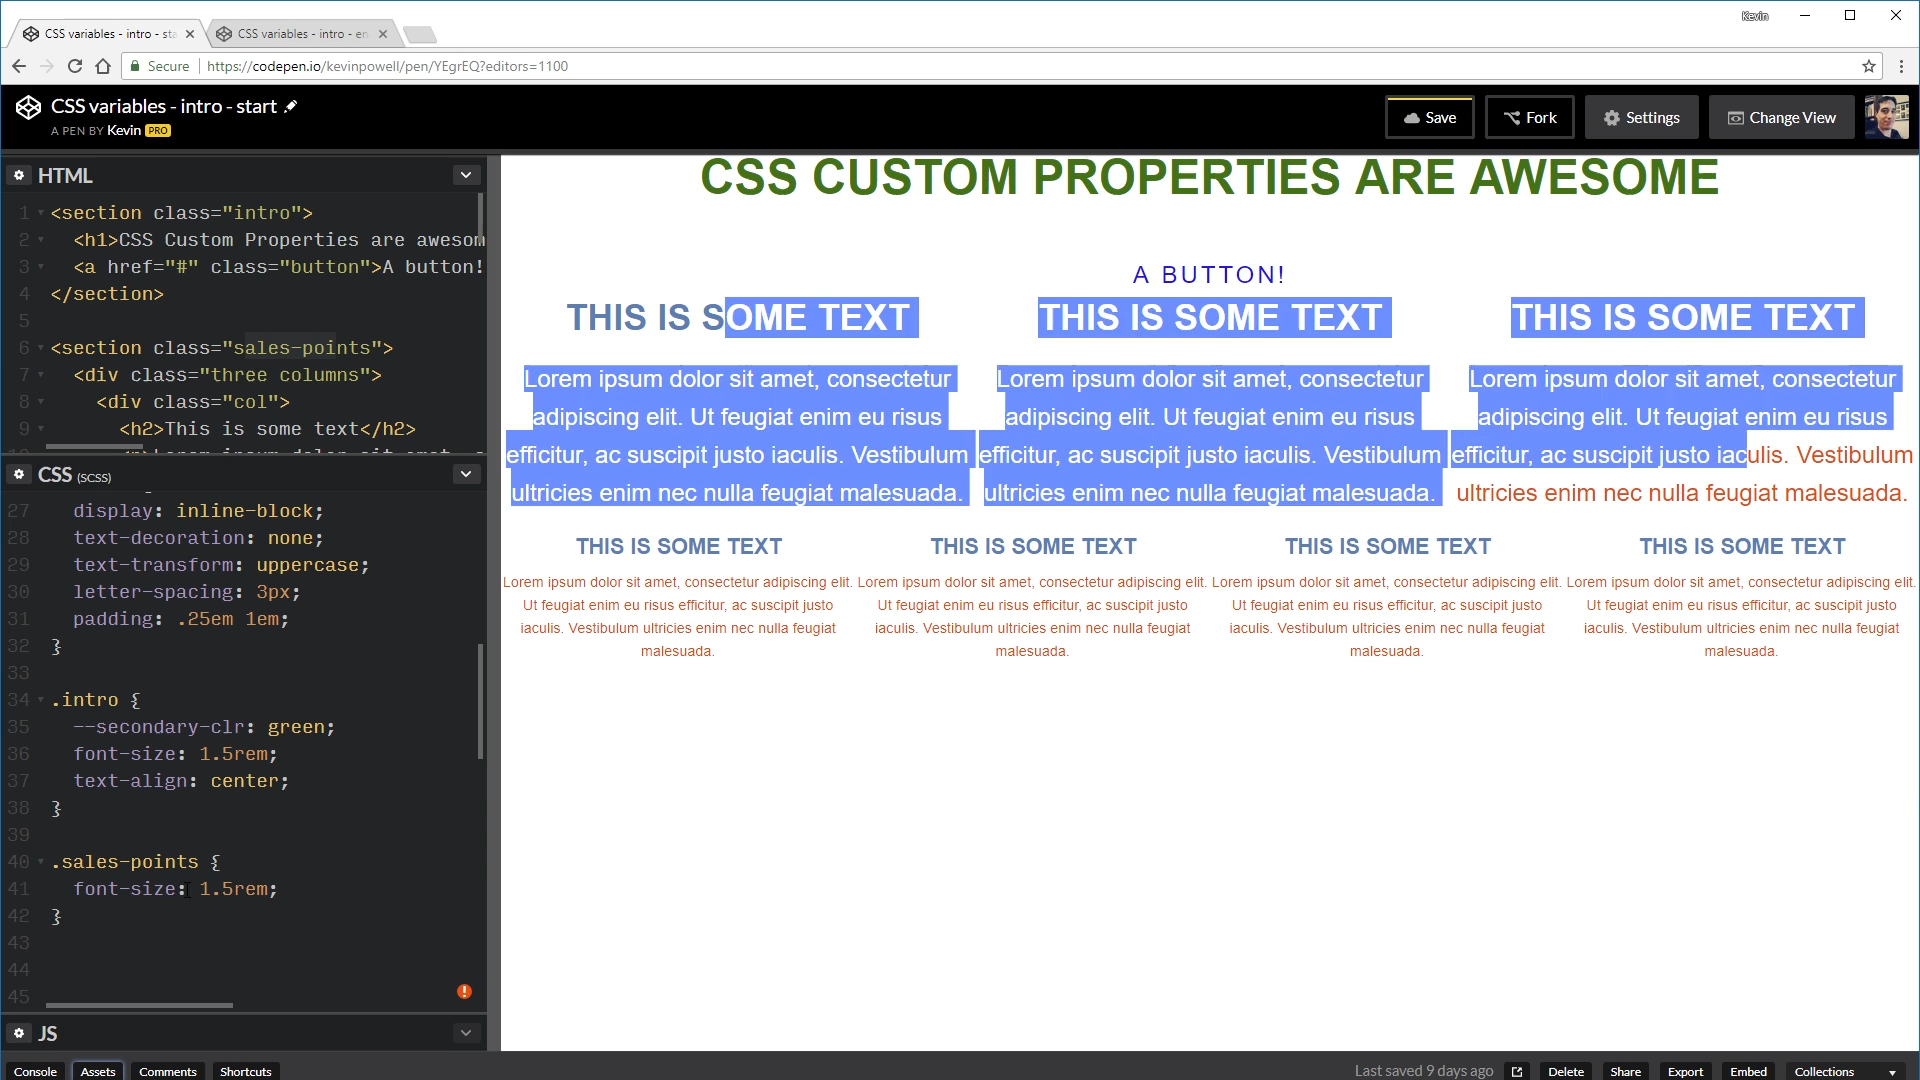 Kevin
CSS variables - intro - sta
CSS variables - intro - en
Secure
https://codepen.io/kevinpowell/pen/YEgrEQ?editors=1100
CSS variables - intro - start
A PEN BY Kevin PRO
Save
Fork
Settings
Change View
HTML
1 <section class="intro">
2 <h1>CSS Custom Properties are awesom
3 <a href="#" class="button">A button!
4 </section>
5
6 <section class="sales-points">
7 <div class="three columns">
8 <div class="col">
9 <h2>This is some text</h2>
CSS (SCSS)
27 display: inline-block;
28 text-decoration: none;
29 text-transform: uppercase;
30 letter-spacing: 3px;
31 padding: .25em 1em;
32 }
33
34 .intro {
35 --secondary-clr: green;
36 font-size: 1.5rem;
37 text-align: center;
38 }
39
40 .sales-points {
41 font-size: 1.5rem;
42 }
43
44
45
JS
CSS CUSTOM PROPERTIES ARE AWESOME
A BUTTON!
THIS IS SOME TEXT
Lorem ipsum dolor sit amet, consectetur
adipiscing elit. Ut feugiat enim eu risus
efficitur, ac suscipit justo iaculis. Vestibulum
ultricies enim nec nulla feugiat malesuada.
THIS IS SOME TEXT
Lorem ipsum dolor sit amet, consectetur
adipiscing elit. Ut feugiat enim eu risus
efficitur, ac suscipit justo iaculis. Vestibulum
ultricies enim nec nulla feugiat malesuada.
THIS IS SOME TEXT
Lorem ipsum dolor sit amet, consectetur
adipiscing elit. Ut feugiat enim eu risus
efficitur, ac suscipit justo iaculis. Vestibulum
ultricies enim nec nulla feugiat malesuada.
THIS IS SOME TEXT
Lorem ipsum dolor sit amet, consectetur adipiscing elit.
Ut feugiat enim eu risus efficitur, ac suscipit justo
iaculis. Vestibulum ultricies enim nec nulla feugiat
malesuada.
THIS IS SOME TEXT
Lorem ipsum dolor sit amet, consectetur adipiscing elit.
Ut feugiat enim eu risus efficitur, ac suscipit justo
iaculis. Vestibulum ultricies enim nec nulla feugiat
malesuada.
THIS IS SOME TEXT
Lorem ipsum dolor sit amet, consectetur adipiscing elit.
Ut feugiat enim eu risus efficitur, ac suscipit justo
iaculis. Vestibulum ultricies enim nec nulla feugiat
malesuada.
THIS IS SOME TEXT
Lorem ipsum dolor sit amet, consectetur adipiscing elit.
Ut feugiat enim eu risus efficitur, ac suscipit justo
iaculis. Vestibulum ultricies enim nec nulla feugiat
malesuada.
Console
Assets
Comments
Shortcuts
Last saved 9 days ago
Delete
Share
Export
Embed
Collections